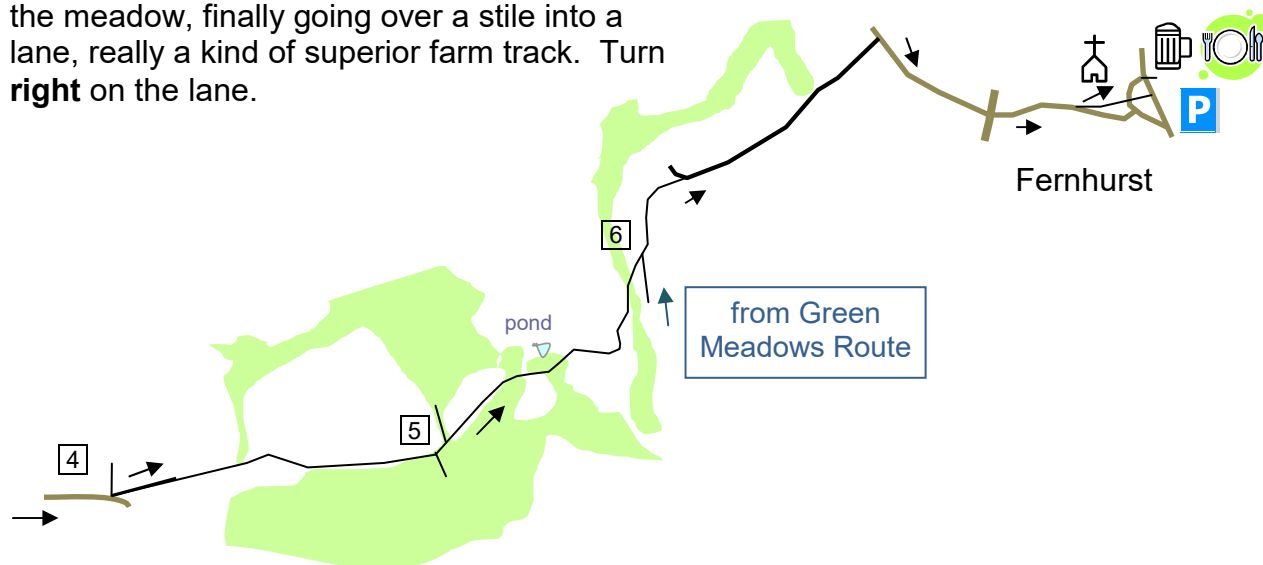 the meadow, finally going over a stile into a
lane, really a kind of superior farm track. Turn
right on the lane.
P
Fernhurst
6
from Green
Meadows Route
pond
5
4